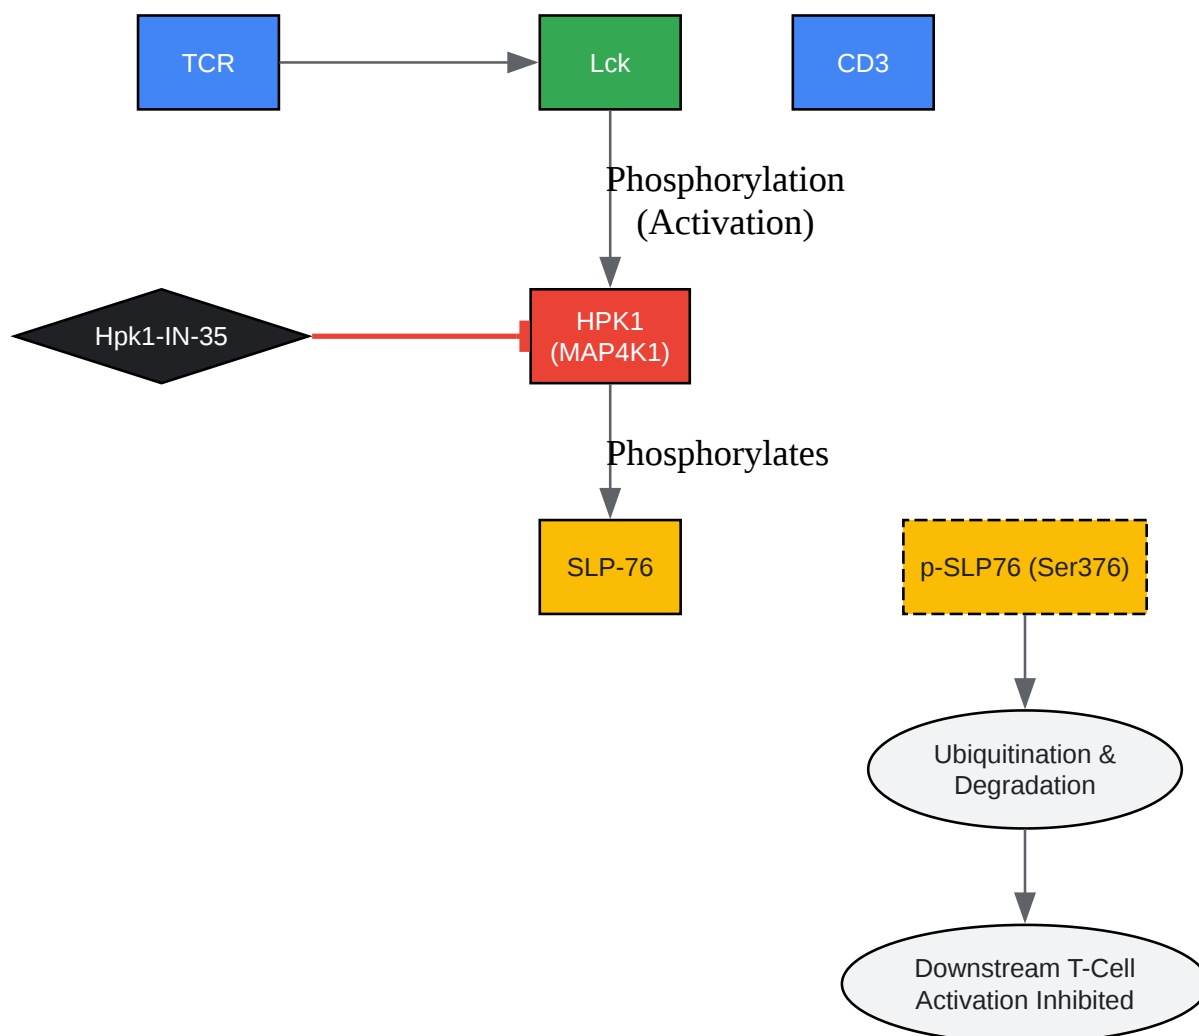 TCR
Lck
CD3
Phosphorylation
(Activation)
Hpk1-IN-35
HPK1
(MAP4K1)
Phosphorylates
SLP-76
p-SLP76 (Ser376)
Ubiquitination &
Degradation
Downstream T-Cell
Activation Inhibited